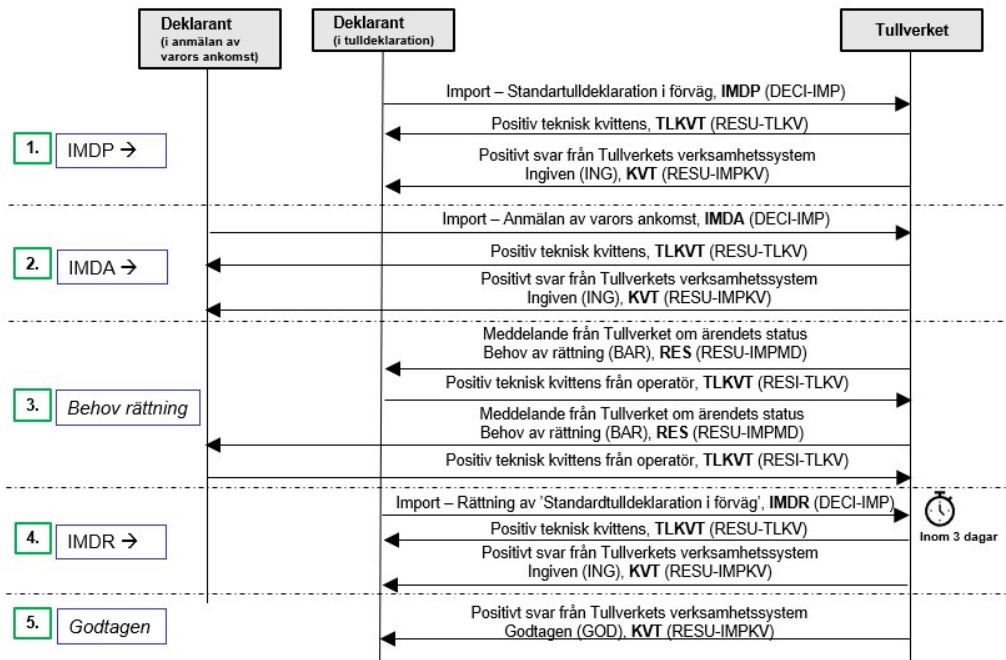 Deklarant
(i anmälan av
varors ankomst)
Deklarant
(i tulldeklaration)
Tullverket
Import – Standartulldeklaration i förväg, IMDP (DECI-IMP)
Positiv teknisk kvittens, TLKVT (RESU-TLKV)
1. IMDP →
Positivt svar från Tullverkets verksamhetssystem
Ingiven (ING), KVT (RESU-IMPKV)
Import – Anmälan av varors ankomst, IMDA (DECI-IMP)
Positiv teknisk kvittens, TLKVT (RESU-TLKV)
2. IMDA →
Positivt svar från Tullverkets verksamhetssystem
Ingiven (ING), KVT (RESU-IMPKV)
Meddelande från Tullverket om ärendets status
Behov av rättning (BAR), RES (RESU-IMPMD)
Positiv teknisk kvittens från operatör, TLKVT (RESI-TLKV)
3. Behov rättning
Meddelande från Tullverket om ärendets status
Behov av rättning (BAR), RES (RESU-IMPMD)
Positiv teknisk kvittens från operatör, TLKVT (RESI-TLKV)
Import – Rättning av 'Standardtulldeklaration i förväg', IMDR (DECI-IMP)
Positiv teknisk kvittens, TLKVT (RESU-TLKV)
Inom 3 dagar
4. IMDR →
Positivt svar från Tullverkets verksamhetssystem
Ingiven (ING), KVT (RESU-IMPKV)
5. Godtagen
Positivt svar från Tullverkets verksamhetssystem
Godtagen (GOD), KVT (RESU-IMPKV)